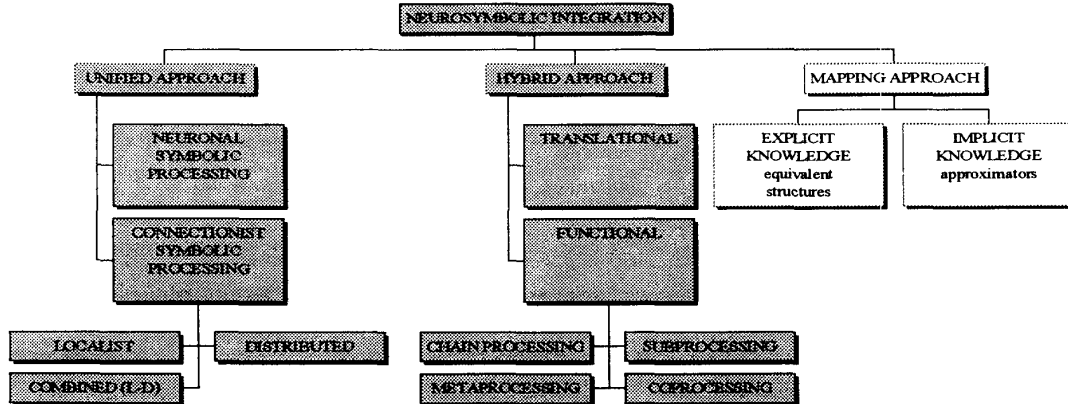 NEUROSYMBOLIC INTEGRATION
UNIFIED APPROACH
HYBRID APPROACH
MAPPING APPROACH
NEURONAL
SYMBOLIC
PROCESSING
TRANSLATIONAL
EXPLICIT
KNOWLEDGE
equivalent
structures
IMPLICIT
KNOWLEDGE
approximators
CONNECTIONIST
SYMBOLIC
PROCESSING
FUNCTIONAL
LOCALIST
DISTRIBUTED
COMBINED (L-D)
CHAIN PROCESSING
SUBPROCESSING
METAPROCESSING
COPROCESSING